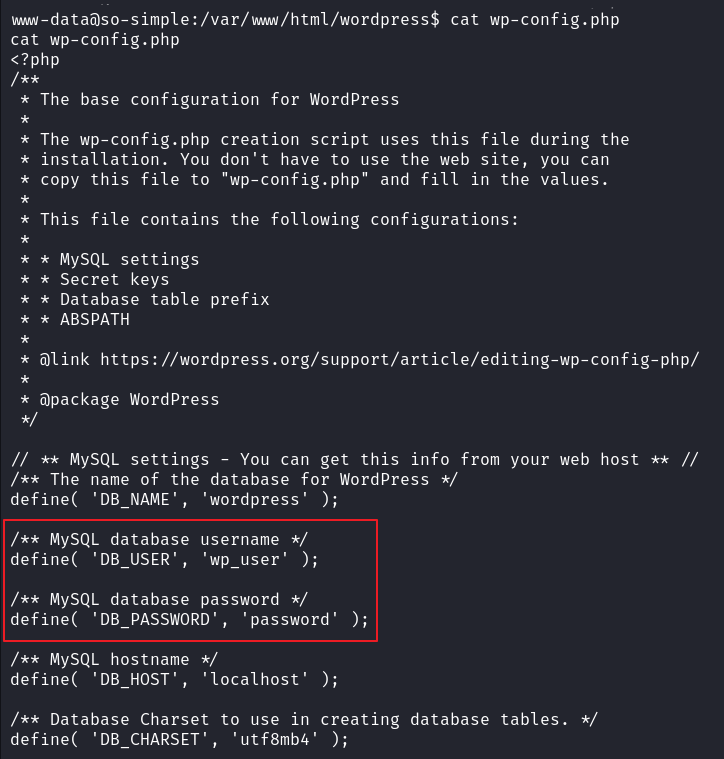 www-data@so-simple:/var/www/html/wordpress$ cat wp-config.php
cat wp-config.php
<?php
/**
 * The base configuration for WordPress
 *
 * The wp-config.php creation script uses this file during the
 * installation. You don't have to use the web site, you can
 * copy this file to "wp-config.php" and fill in the values.
 *
 * This file contains the following configurations:
 *
 * * MySQL settings
 * * Secret keys
 * * Database table prefix
 * * ABSPATH
 *
 * @link https://wordpress.org/support/article/editing-wp-config-php/
 *
 * @package WordPress
 */

// ** MySQL settings - You can get this info from your web host ** //
/** The name of the database for WordPress */
define( 'DB_NAME', 'wordpress' );

/** MySQL database username */
define( 'DB_USER', 'wp_user' );

/** MySQL database password */
define( 'DB_PASSWORD', 'password' );

/** MySQL hostname */
define( 'DB_HOST', 'localhost' );

/** Database Charset to use in creating database tables. */
define( 'DB_CHARSET', 'utf8mb4' );